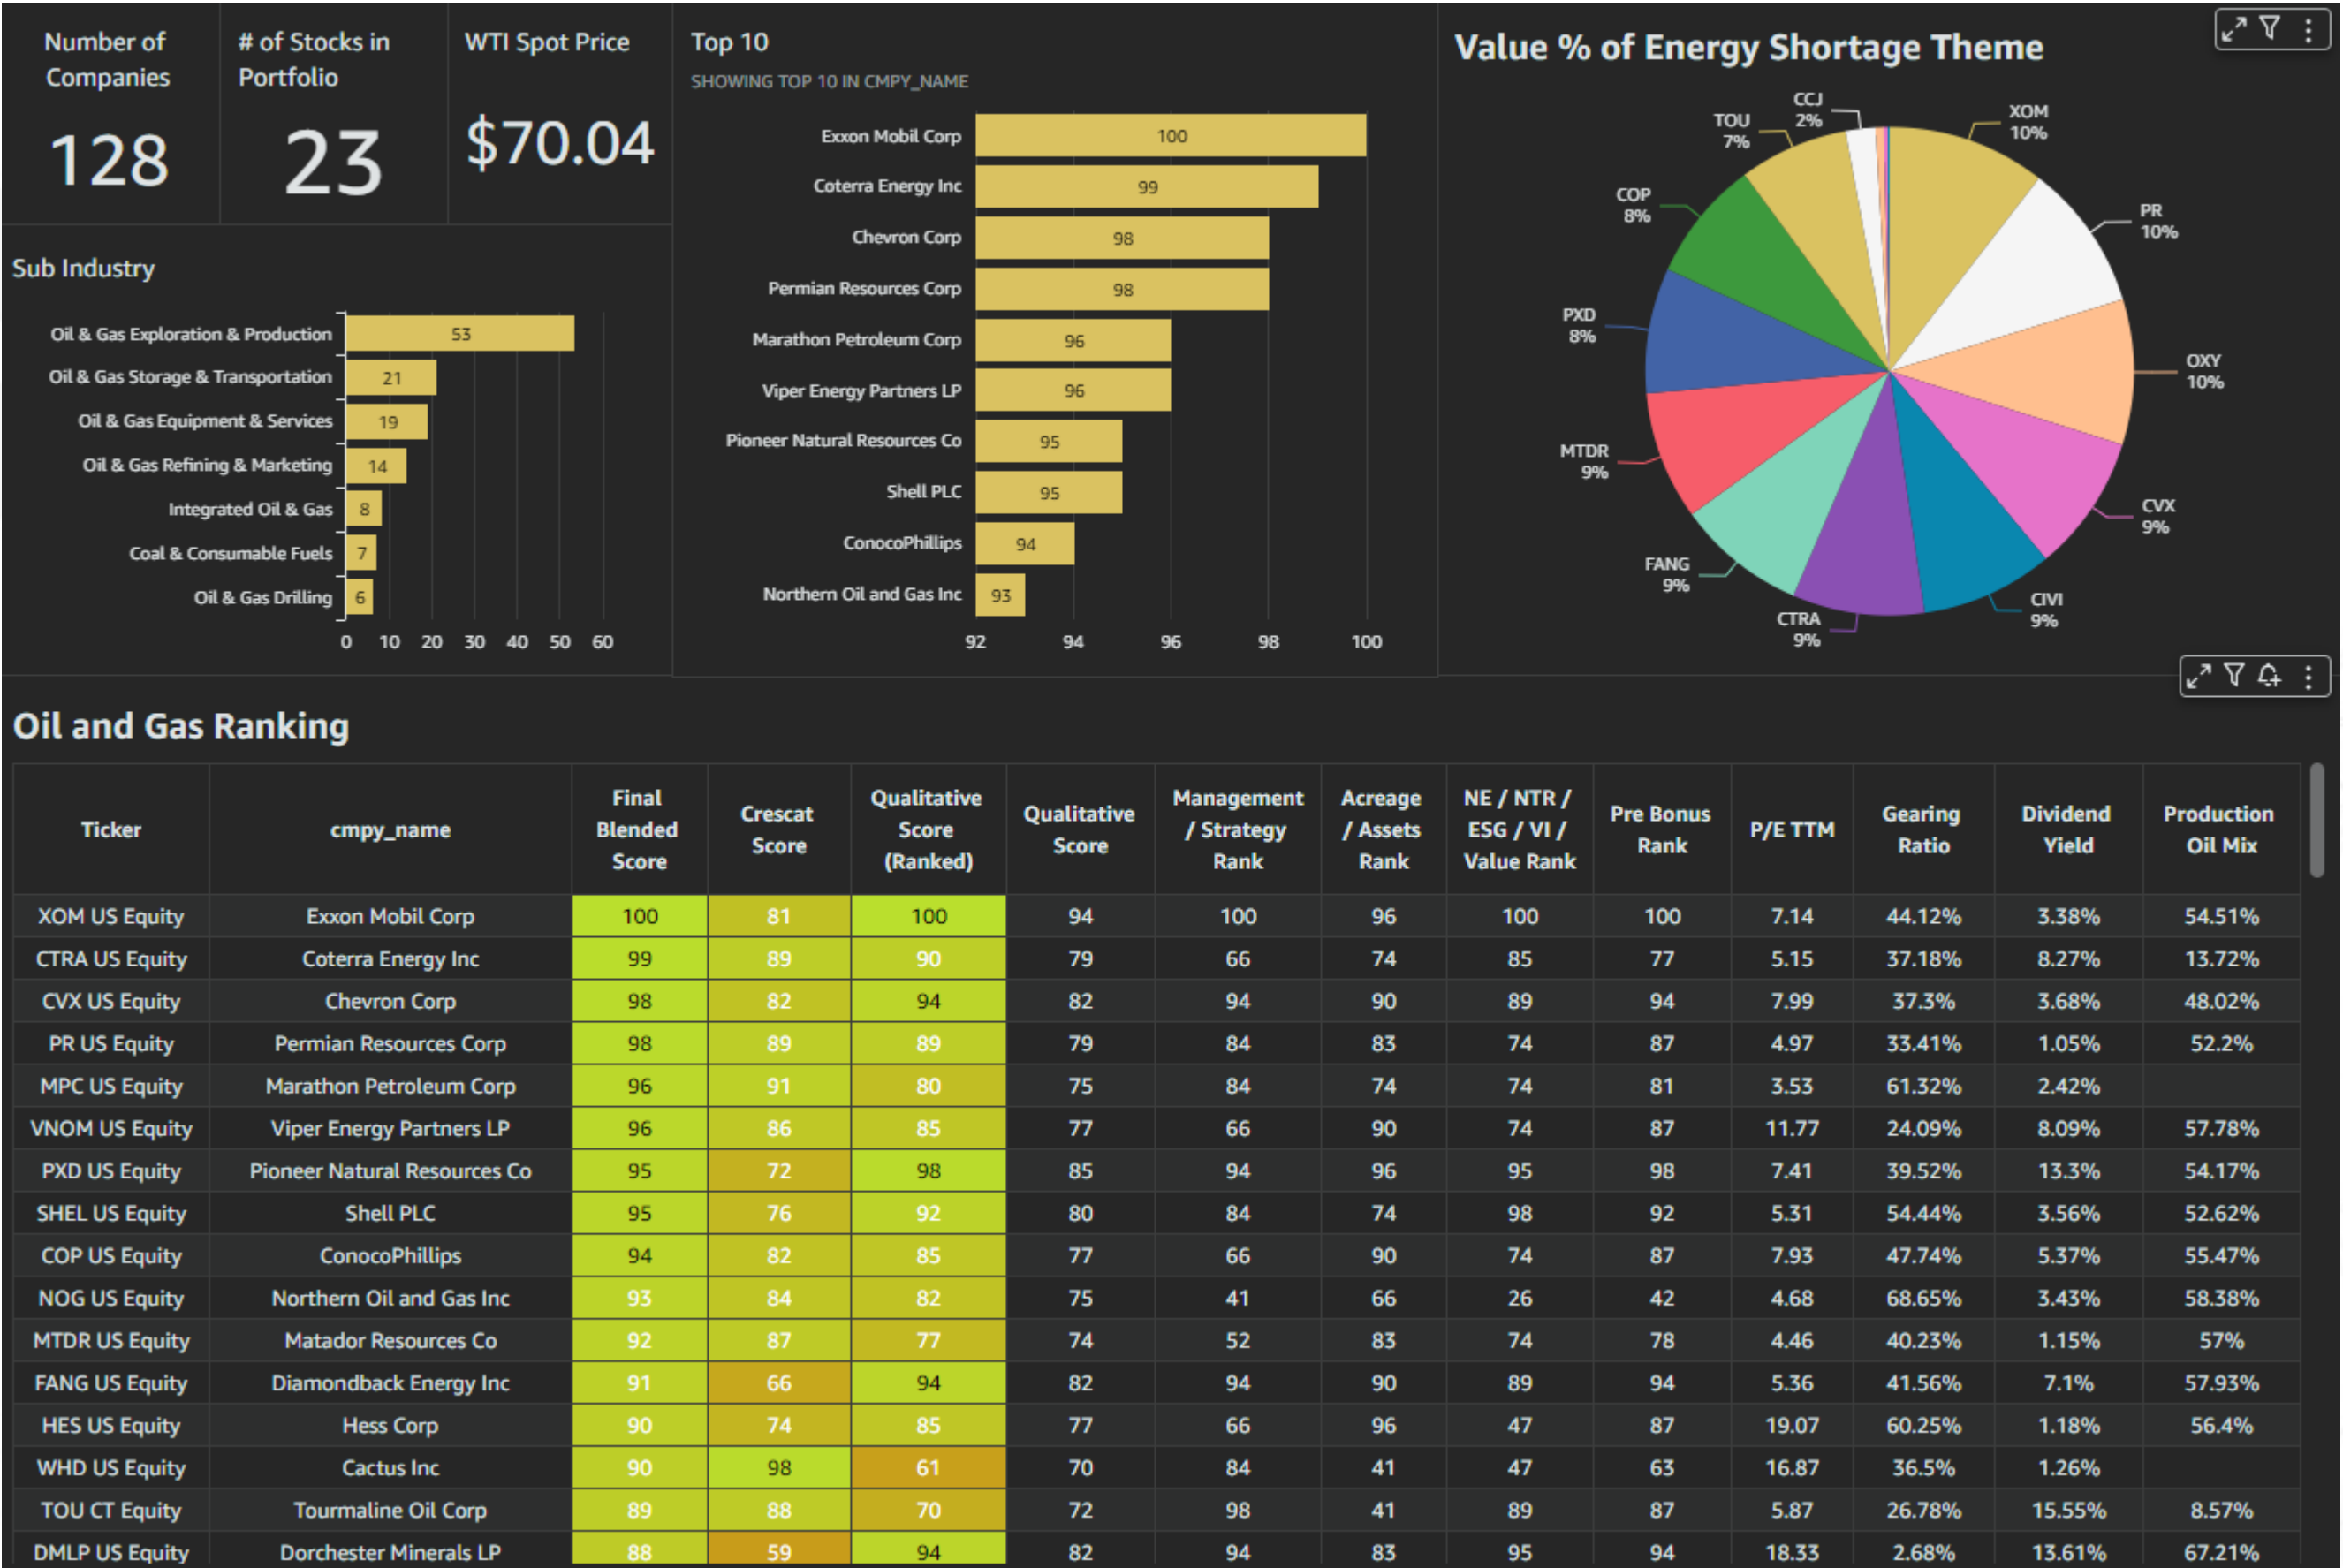 Number of
Companies
128
# of Stocks in
Portfolio
23
WTI Spot Price
$70.04
Sub Industry
Oil & Gas Exploration & Production 53
Oil & Gas Storage & Transportation 21
Oil & Gas Equipment & Services 19
Oil & Gas Refining & Marketing 14
Integrated Oil & Gas 8
Coal & Consumable Fuels 7
Oil & Gas Drilling 6
0 10 20 30 40 50 60
Top 10
SHOWING TOP 10 IN CMPY_NAME
Exxon Mobil Corp 100
Coterra Energy Inc 99
Chevron Corp 98
Permian Resources Corp 98
Marathon Petroleum Corp 96
Viper Energy Partners LP 96
Pioneer Natural Resources Co 95
Shell PLC 95
ConocoPhillips 94
Northern Oil and Gas Inc 93
92 94 96 98 100
Value % of Energy Shortage Theme
XOM
10%
PR
10%
OXY
10%
CVX
9%
CIVI
9%
CTRA
9%
FANG
9%
MTDR
9%
PXD
8%
COP
8%
TOU
7%
CCJ
2%
Oil and Gas Ranking
Ticker
cmpy_name
Final
Blended
Score
Crescat
Score
Qualitative
Score
(Ranked)
Qualitative
Score
Management
/ Strategy
Rank
Acreage
/ Assets
Rank
NE / NTR /
ESG / VI /
Value Rank
Pre Bonus
Rank
P/E TTM
Gearing
Ratio
Dividend
Yield
Production
Oil Mix
XOM US Equity Exxon Mobil Corp 100 81 100 94 100 96 100 100 7.14 44.12% 3.38% 54.51%
CTRA US Equity Coterra Energy Inc 99 89 90 79 66 74 85 77 5.15 37.18% 8.27% 13.72%
CVX US Equity Chevron Corp 98 82 94 82 94 90 89 94 7.99 37.3% 3.68% 48.02%
PR US Equity Permian Resources Corp 98 89 89 79 84 83 74 87 4.97 33.41% 1.05% 52.2%
MPC US Equity Marathon Petroleum Corp 96 91 80 75 84 74 74 81 3.53 61.32% 2.42%
VNOM US Equity Viper Energy Partners LP 96 86 85 77 66 90 74 87 11.77 24.09% 8.09% 57.78%
PXD US Equity Pioneer Natural Resources Co 95 72 98 85 94 96 95 98 7.41 39.52% 13.3% 54.17%
SHEL US Equity Shell PLC 95 76 92 80 84 74 98 92 5.31 54.44% 3.56% 52.62%
COP US Equity ConocoPhillips 94 82 85 77 66 90 74 87 7.93 47.74% 5.37% 55.47%
NOG US Equity Northern Oil and Gas Inc 93 84 82 75 41 66 26 42 4.68 68.65% 3.43% 58.38%
MTDR US Equity Matador Resources Co 92 87 77 74 52 83 74 78 4.46 40.23% 1.15% 57%
FANG US Equity Diamondback Energy Inc 91 66 94 82 94 90 89 94 5.36 41.56% 7.1% 57.93%
HES US Equity Hess Corp 90 74 85 77 66 96 47 87 19.07 60.25% 1.18% 56.4%
WHD US Equity Cactus Inc 90 98 61 70 84 41 47 63 16.87 36.5% 1.26%
TOU CT Equity Tourmaline Oil Corp 89 88 70 72 98 41 89 87 5.87 26.78% 15.55% 8.57%
DMLP US Equity Dorchester Minerals LP 88 59 94 82 94 83 95 94 18.33 2.68% 13.61% 67.21%